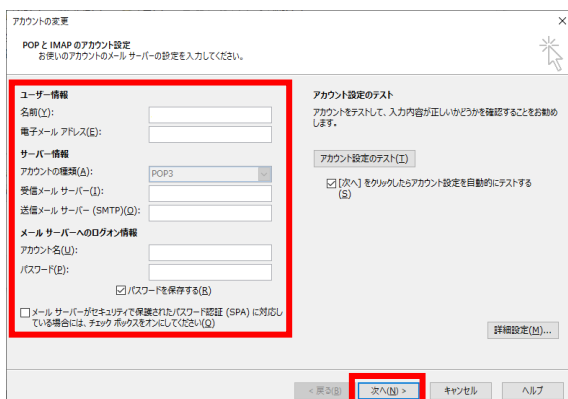 アカウントの変更
POP と IMAP のアカウント設定
お使いのアカウントのメール サーバーの設定を入力してください。
ユーザー情報
名前(Y):
電子メール アドレス(E):
サーバー情報
アカウントの種類(A):
POP3
受信メール サーバー(I):
送信メール サーバー (SMTP)(O):
メール サーバーへのログオン情報
アカウント名(U):
パスワード(P):
パスワードを保存する(R)
メール サーバーがセキュリティで保護されたパスワード認証 (SPA) に対応し
ている場合には、チェック ボックスをオンにしてください(Q)
アカウント設定のテスト
アカウントをテストして、入力内容が正しいかどうかを確認することをお勧め
します。
アカウント設定のテスト(T)
[次へ] をクリックしたらアカウント設定を自動的にテストする
(S)
詳細設定(M)...
< 戻る(B)
次へ(N) >
キャンセル
ヘルプ